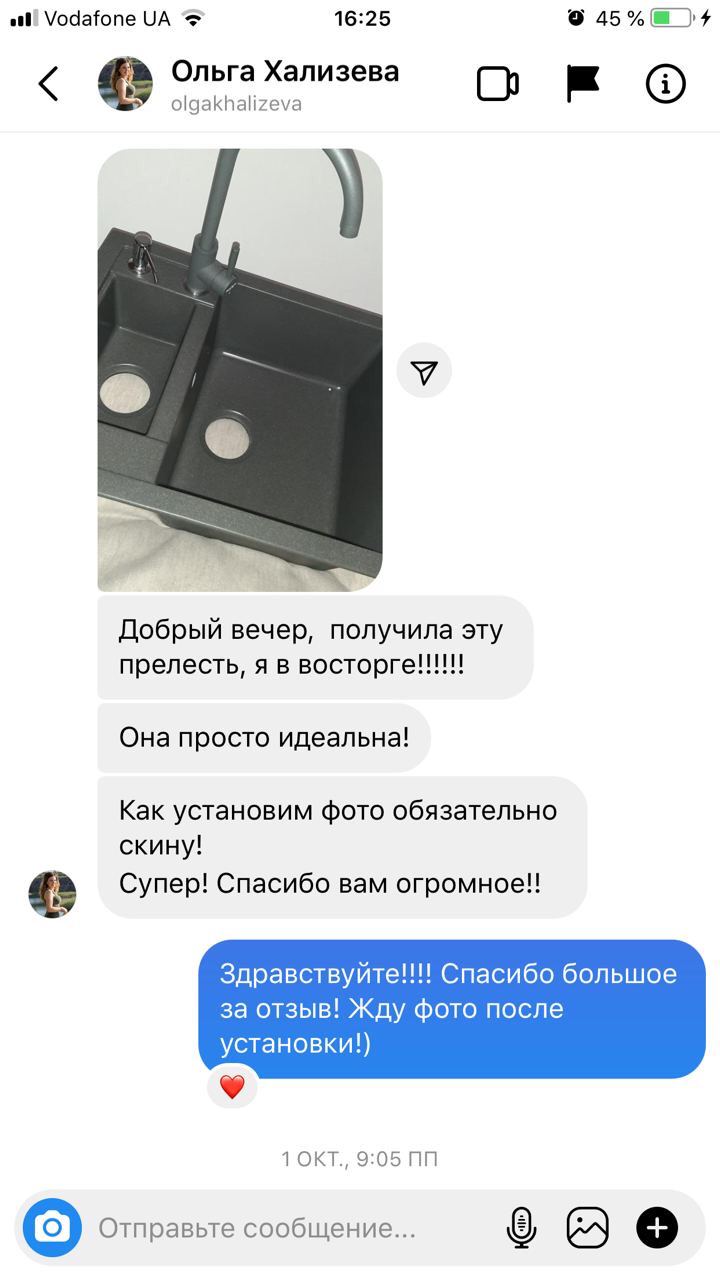 Vodafone UA 16:25 45 %
Ольга Хализева
olgakhalizeva
Добрый вечер, получила эту
прелесть, я в восторге!!!!!!
Она просто идеальна!
Как установим фото обязательно
скину!
Супер! Спасибо вам огромное!!
Здравствуйте!!!! Спасибо большое
за отзыв! Жду фото после
установки!)
1 ОКТ., 9:05 ПП
Отправьте сообщение...